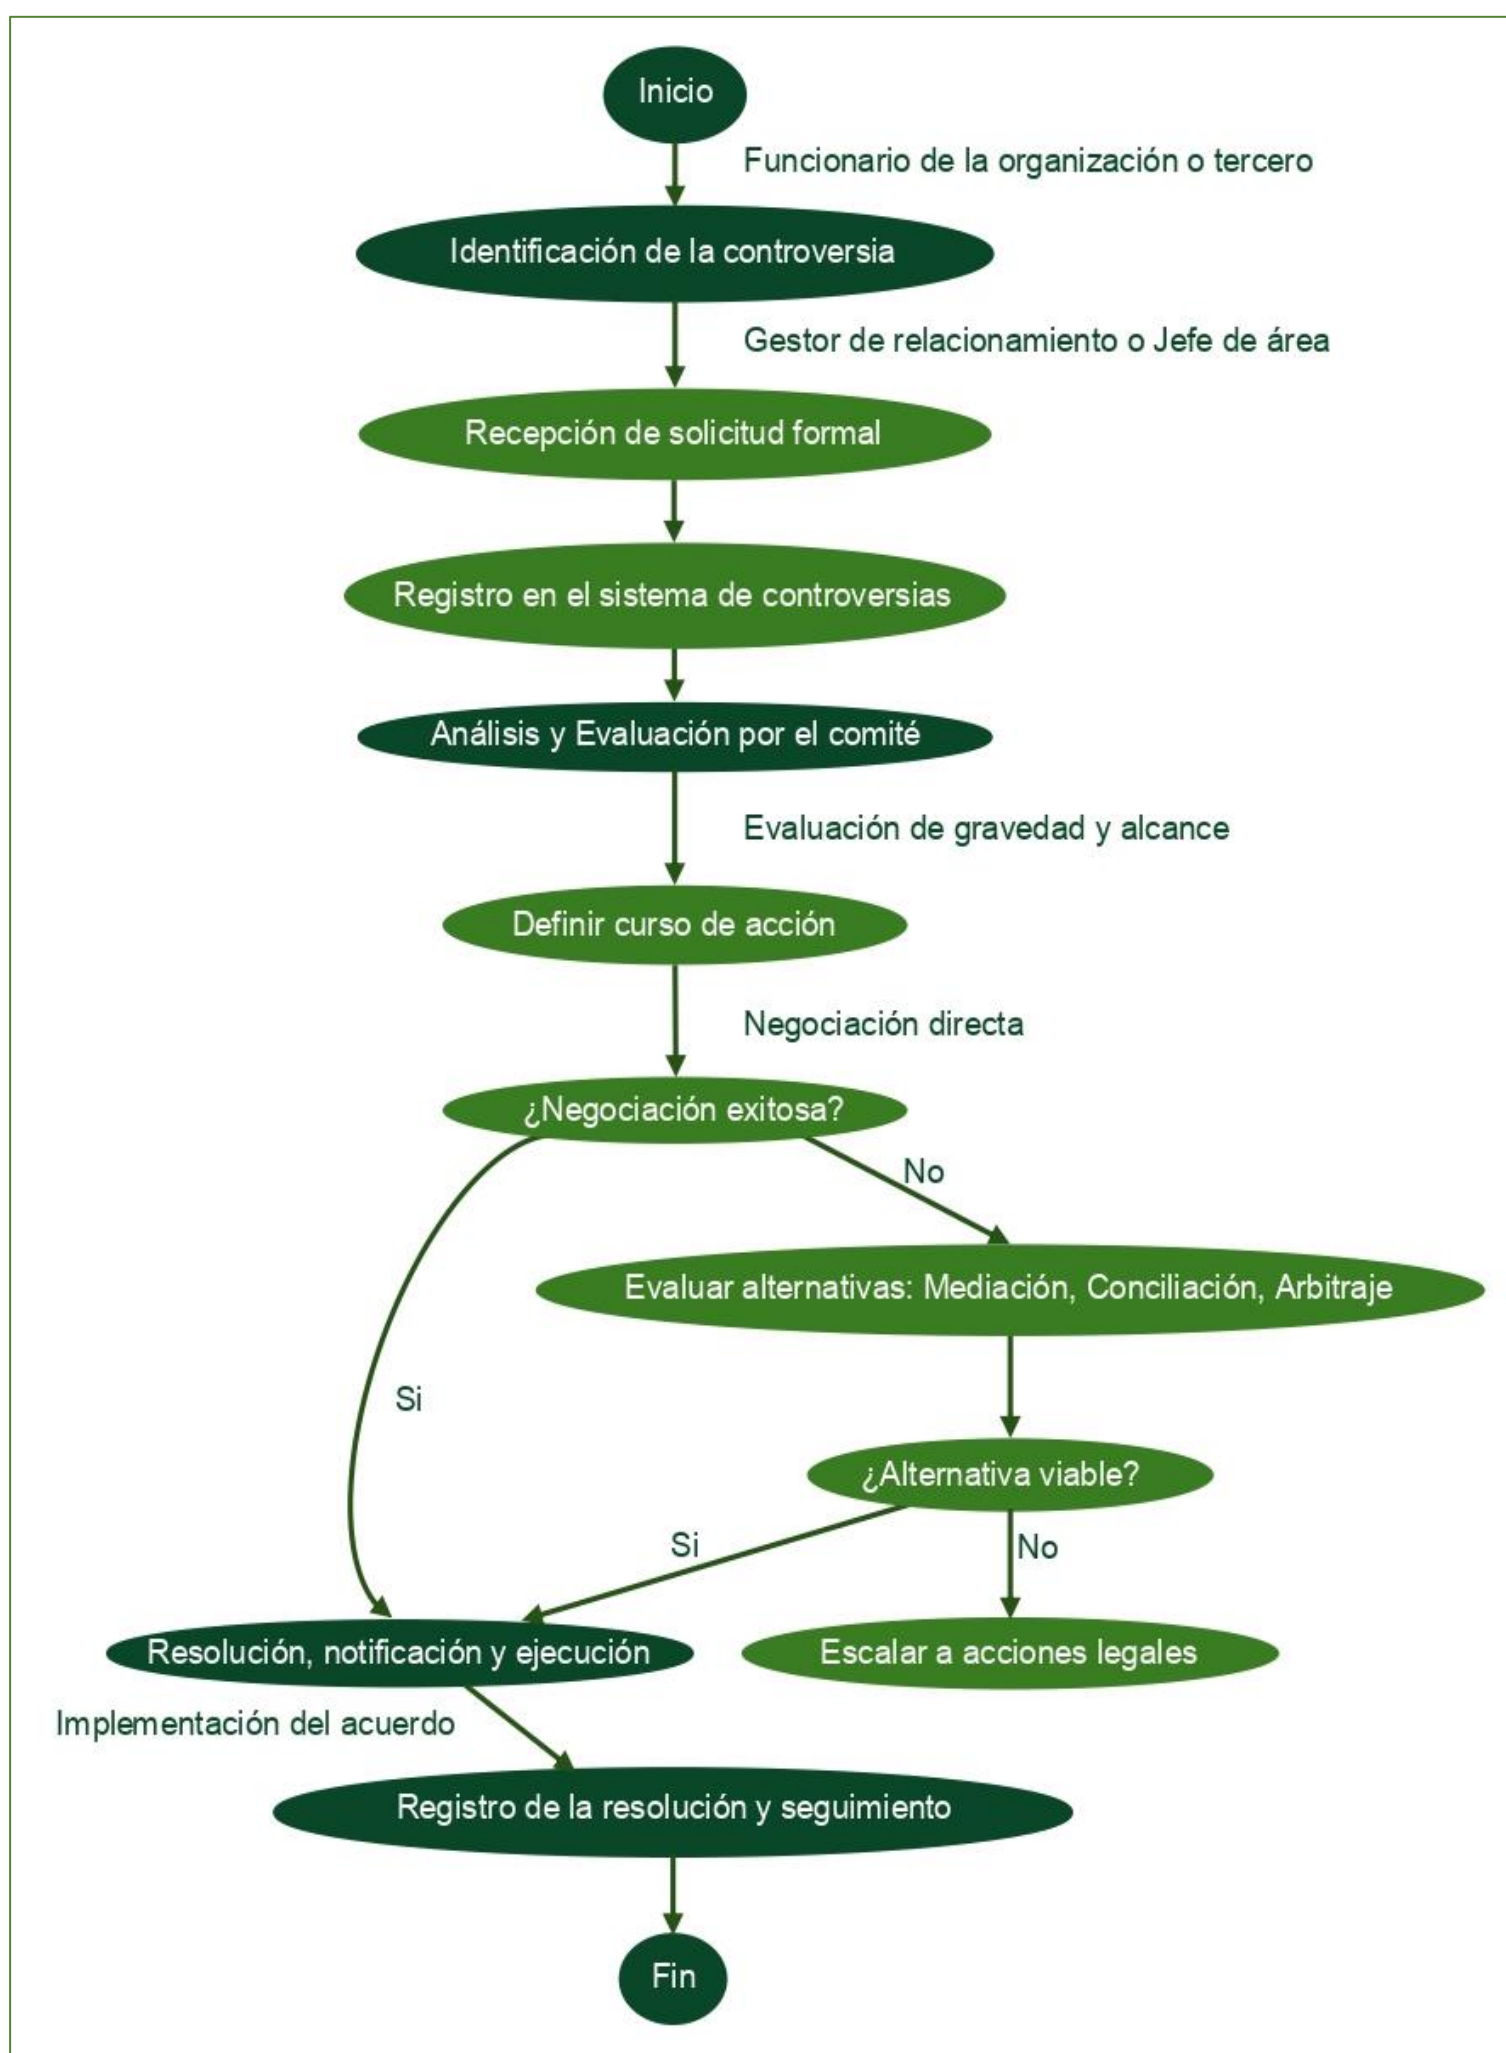 Inicio
Funcionario de la organización o tercero
Identificación de la controversia
Gestor de relacionamiento o Jefe de área
Recepción de solicitud formal
Registro en el sistema de controversias
Análisis y Evaluación por el comité
Evaluación de gravedad y alcance
Definir curso de acción
Negociación directa
¿Negociación exitosa?
No
Evaluar alternativas: Mediación, Conciliación, Arbitraje
Si
¿Alternativa viable?
Si
No
Resolución, notificación y ejecución
Escalar a acciones legales
Implementación del acuerdo
Registro de la resolución y seguimiento
Fin